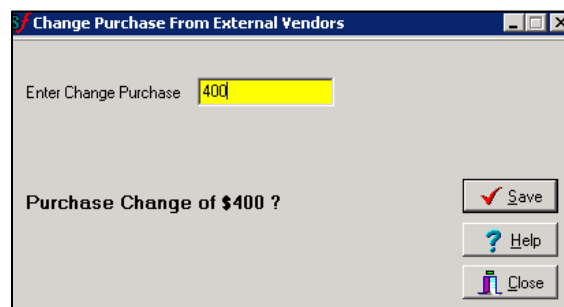 Change Purchase From External Vendors
Enter Change Purchase 400
Purchase Change of $400 ?
Save
Help
Close